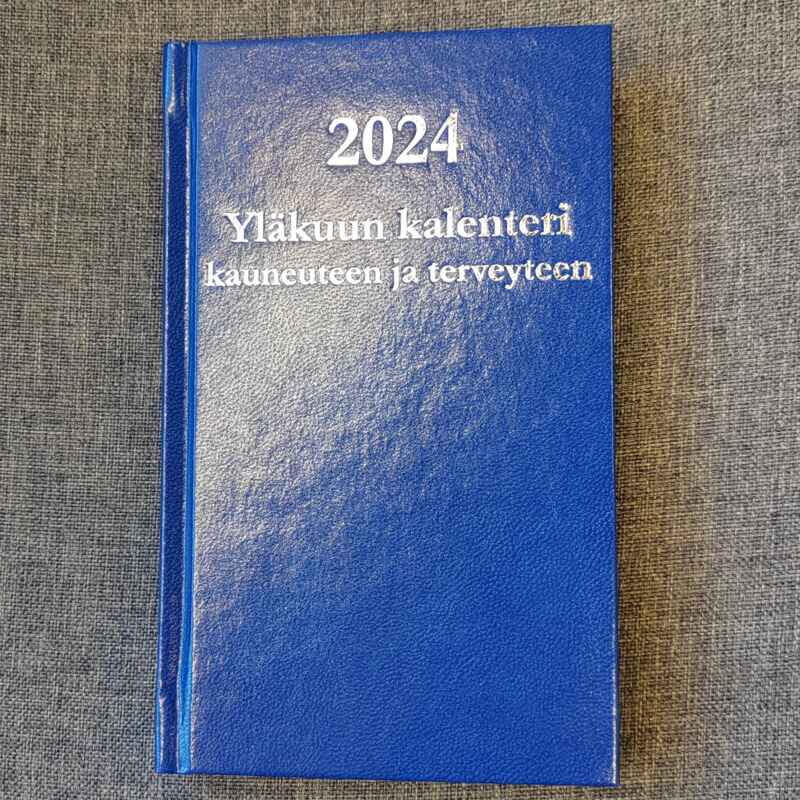 2024
Yläkuun kalenteri
kauneuteen ja terveyteen